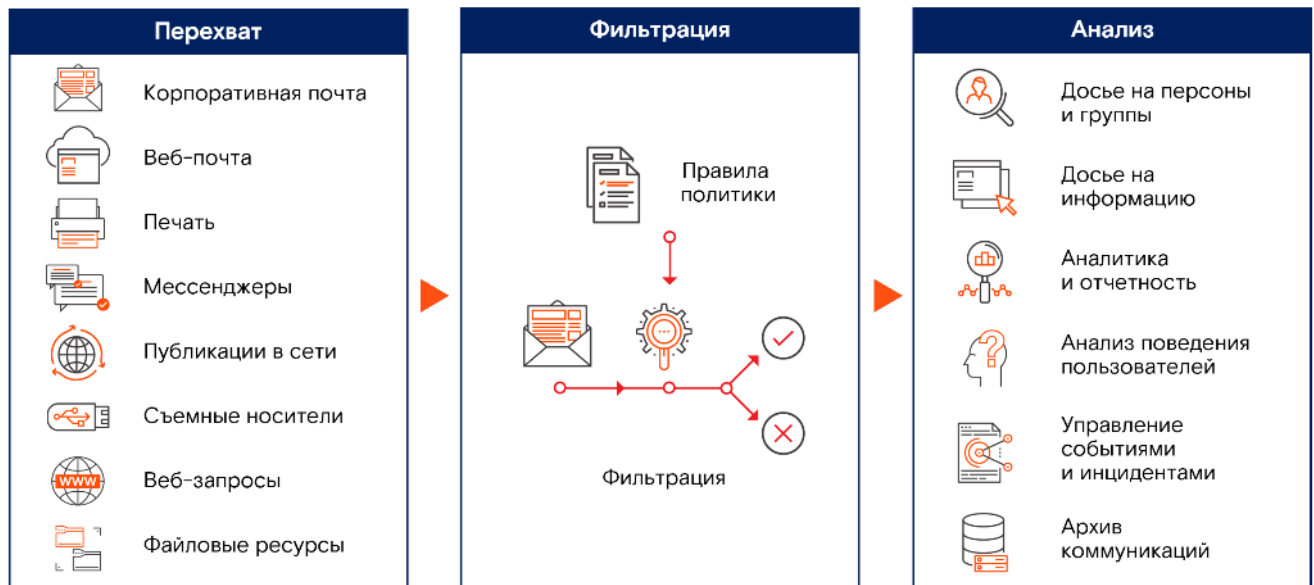 Перехват
Корпоративная почта
Веб-почта
Печать
Мессенджеры
Публикации в сети
Съемные носители
WWW
Веб-запросы
Файловые ресурсы
Фильтрация
Правила
политики
Фильтрация
Анализ
Досье на персоны
и группы
Досье на
информацию
Аналитика
и отчетность
Анализ поведения
пользователей
Управление
событиями
и инцидентами
Архив
коммуникаций